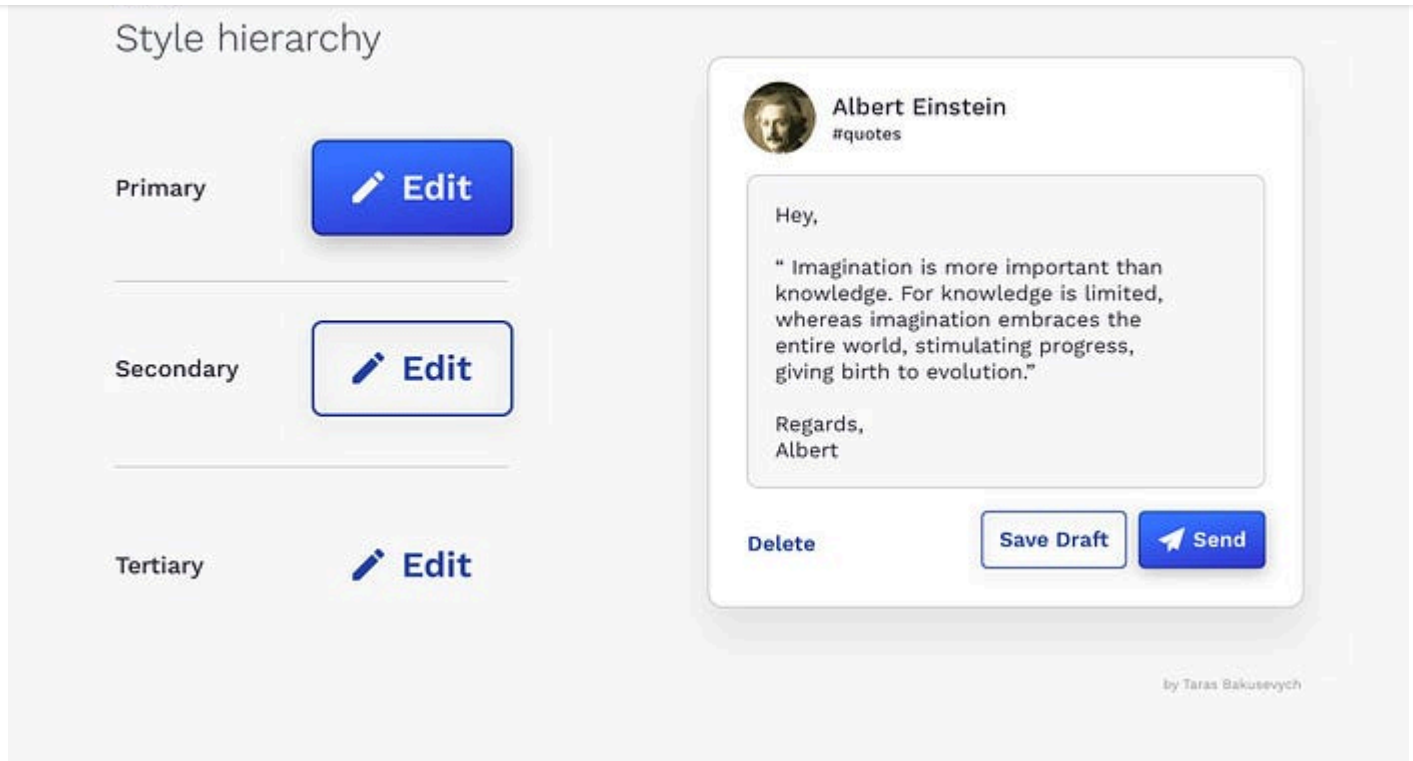 Style hierarchy
Primary
Edit
Secondary
Edit
Tertiary
Edit
Albert Einstein
#quotes
Hey,
“ Imagination is more important than
knowledge. For knowledge is limited,
whereas imagination embraces the
entire world, stimulating progress,
giving birth to evolution.”
Regards,
Albert
Delete
Save Draft
Send
by Taras Bakusevych